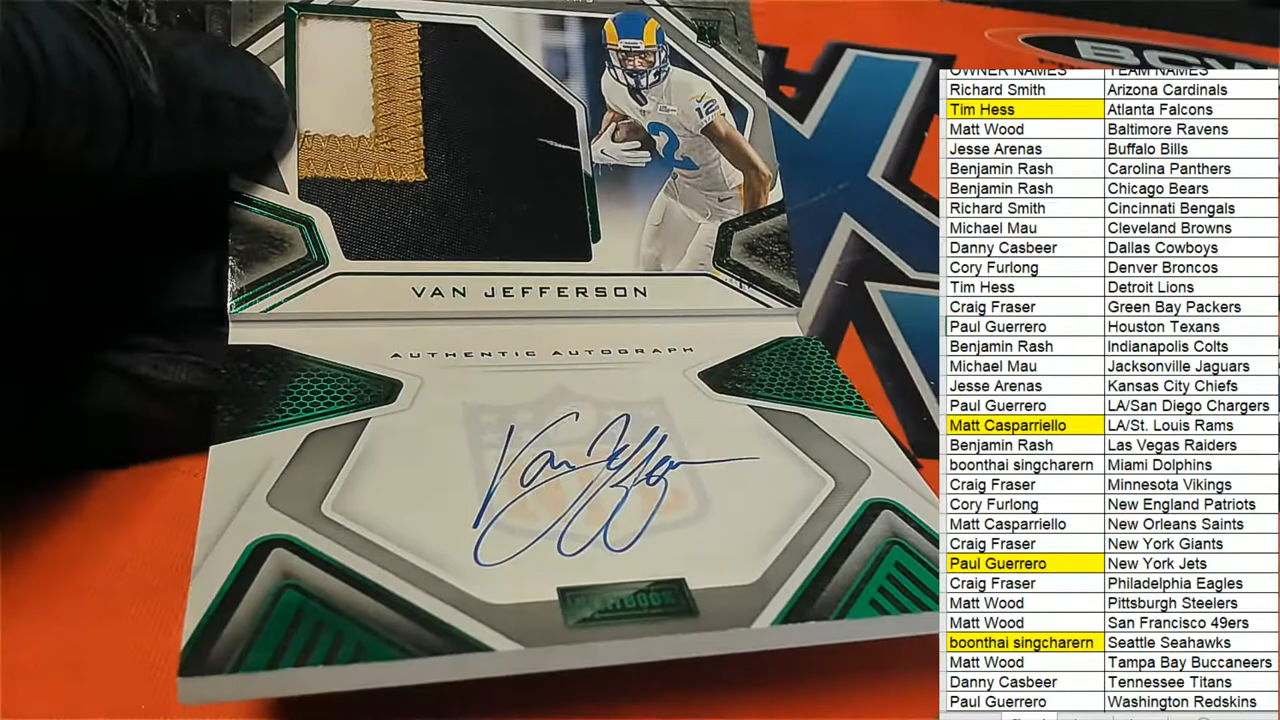 12
VAN JEFFERSON
AUTHENTIC AUTOGRAPH
Van Jefferson
PLAYBOOK
BCW
OWNER NAMES TEAM NAMES
Richard Smith Arizona Cardinals
Tim Hess Atlanta Falcons
Matt Wood Baltimore Ravens
Jesse Arenas Buffalo Bills
Benjamin Rash Carolina Panthers
Benjamin Rash Chicago Bears
Richard Smith Cincinnati Bengals
Michael Mau Cleveland Browns
Danny Casbeer Dallas Cowboys
Cory Furlong Denver Broncos
Tim Hess Detroit Lions
Craig Fraser Green Bay Packers
Paul Guerrero Houston Texans
Benjamin Rash Indianapolis Colts
Michael Mau Jacksonville Jaguars
Jesse Arenas Kansas City Chiefs
Paul Guerrero LA/San Diego Chargers
Matt Casparriello LA/St. Louis Rams
Benjamin Rash Las Vegas Raiders
boonthai singcharern Miami Dolphins
Craig Fraser Minnesota Vikings
Cory Furlong New England Patriots
Matt Casparriello New Orleans Saints
Craig Fraser New York Giants
Paul Guerrero New York Jets
Craig Fraser Philadelphia Eagles
Matt Wood Pittsburgh Steelers
Matt Wood San Francisco 49ers
boonthai singcharern Seattle Seahawks
Matt Wood Tampa Bay Buccaneers
Danny Casbeer Tennessee Titans
Paul Guerrero Washington Redskins